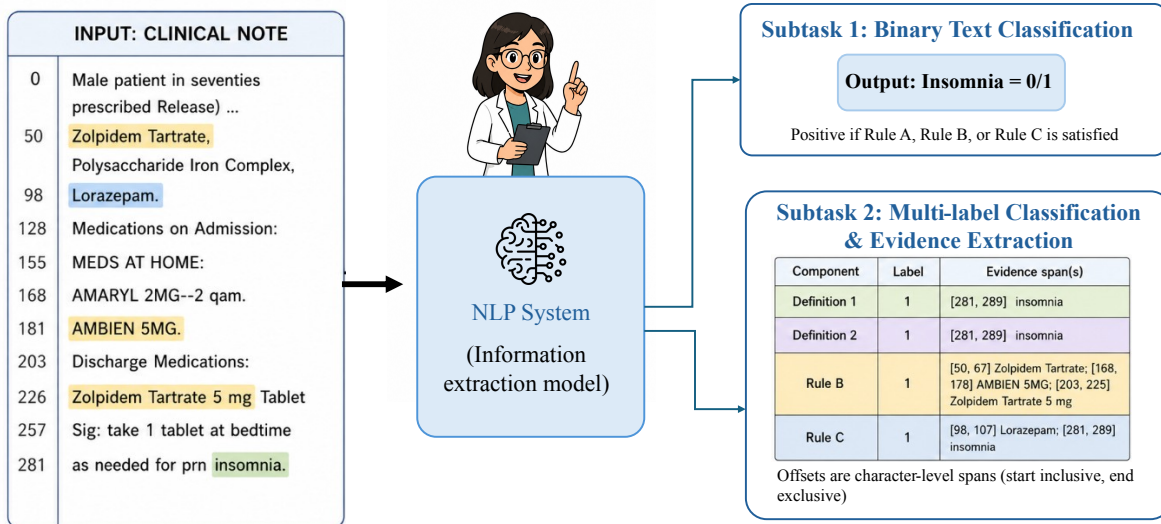 INPUT: CLINICAL NOTE
0 Male patient in seventies
prescribed Release) ...
50 Zolpidem Tartrate,
Polysaccharide Iron Complex,
98 Lorazepam.
128 Medications on Admission:
155 MEDS AT HOME:
168 AMARYL 2MG--2 qam.
181 AMBIEN 5MG.
203 Discharge Medications:
226 Zolpidem Tartrate 5 mg Tablet
257 Sig: take 1 tablet at bedtime
281 as needed for prn insomnia.
NLP System
(Information
extraction model)
Subtask 1: Binary Text Classification
Output: Insomnia = 0/1
Positive if Rule A, Rule B, or Rule C is satisfied
Subtask 2: Multi-label Classification
& Evidence Extraction
Component Label Evidence span(s)
Definition 1 1 [281, 289] insomnia
Definition 2 1 [281, 289] insomnia
Rule B 1 [50, 67] Zolpidem Tartrate; [168,
178] AMBIEN 5MG; [203, 225]
Zolpidem Tartrate 5 mg
Rule C 1 [98, 107] Lorazepam; [281, 289]
insomnia
Offsets are character-level spans (start inclusive, end
exclusive)